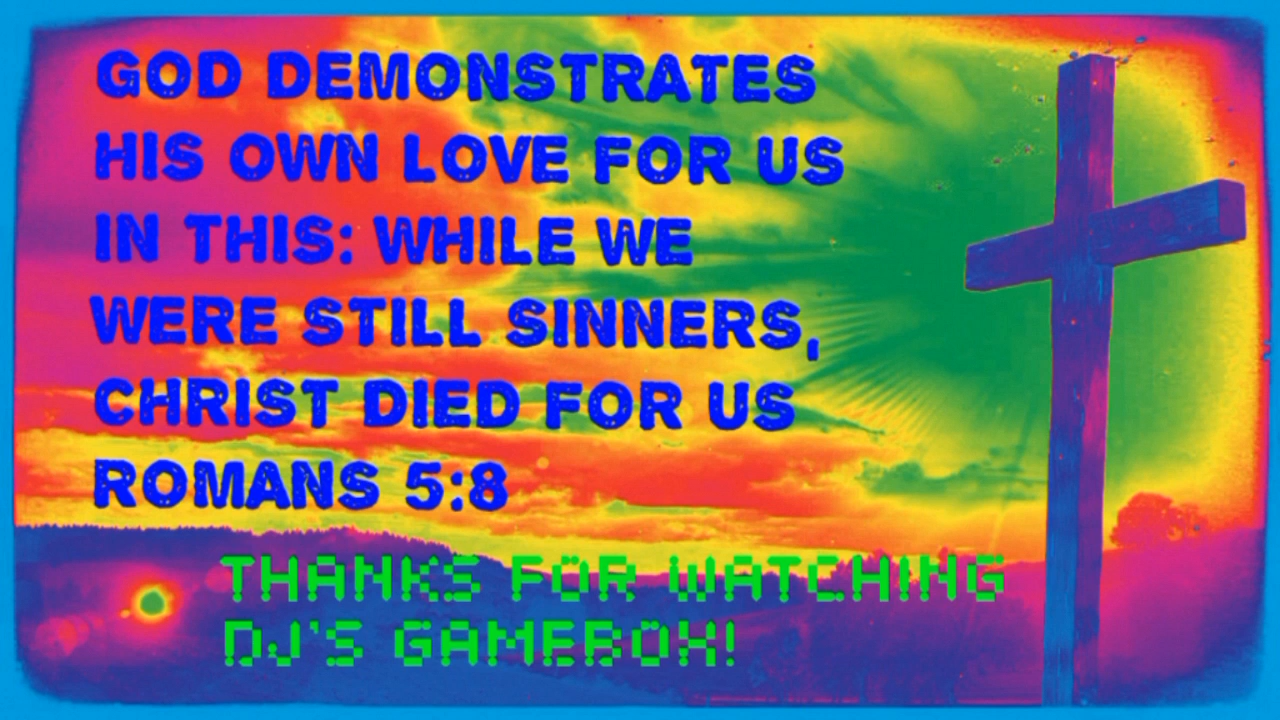 GOD DEMONSTRATES
HIS OWN LOVE FOR US
IN THIS: WHILE WE
WERE STILL SINNERS,
CHRIST DIED FOR US
ROMANS 5:8
THANKS FOR WATCHING
DJ'S GAMEBOX!